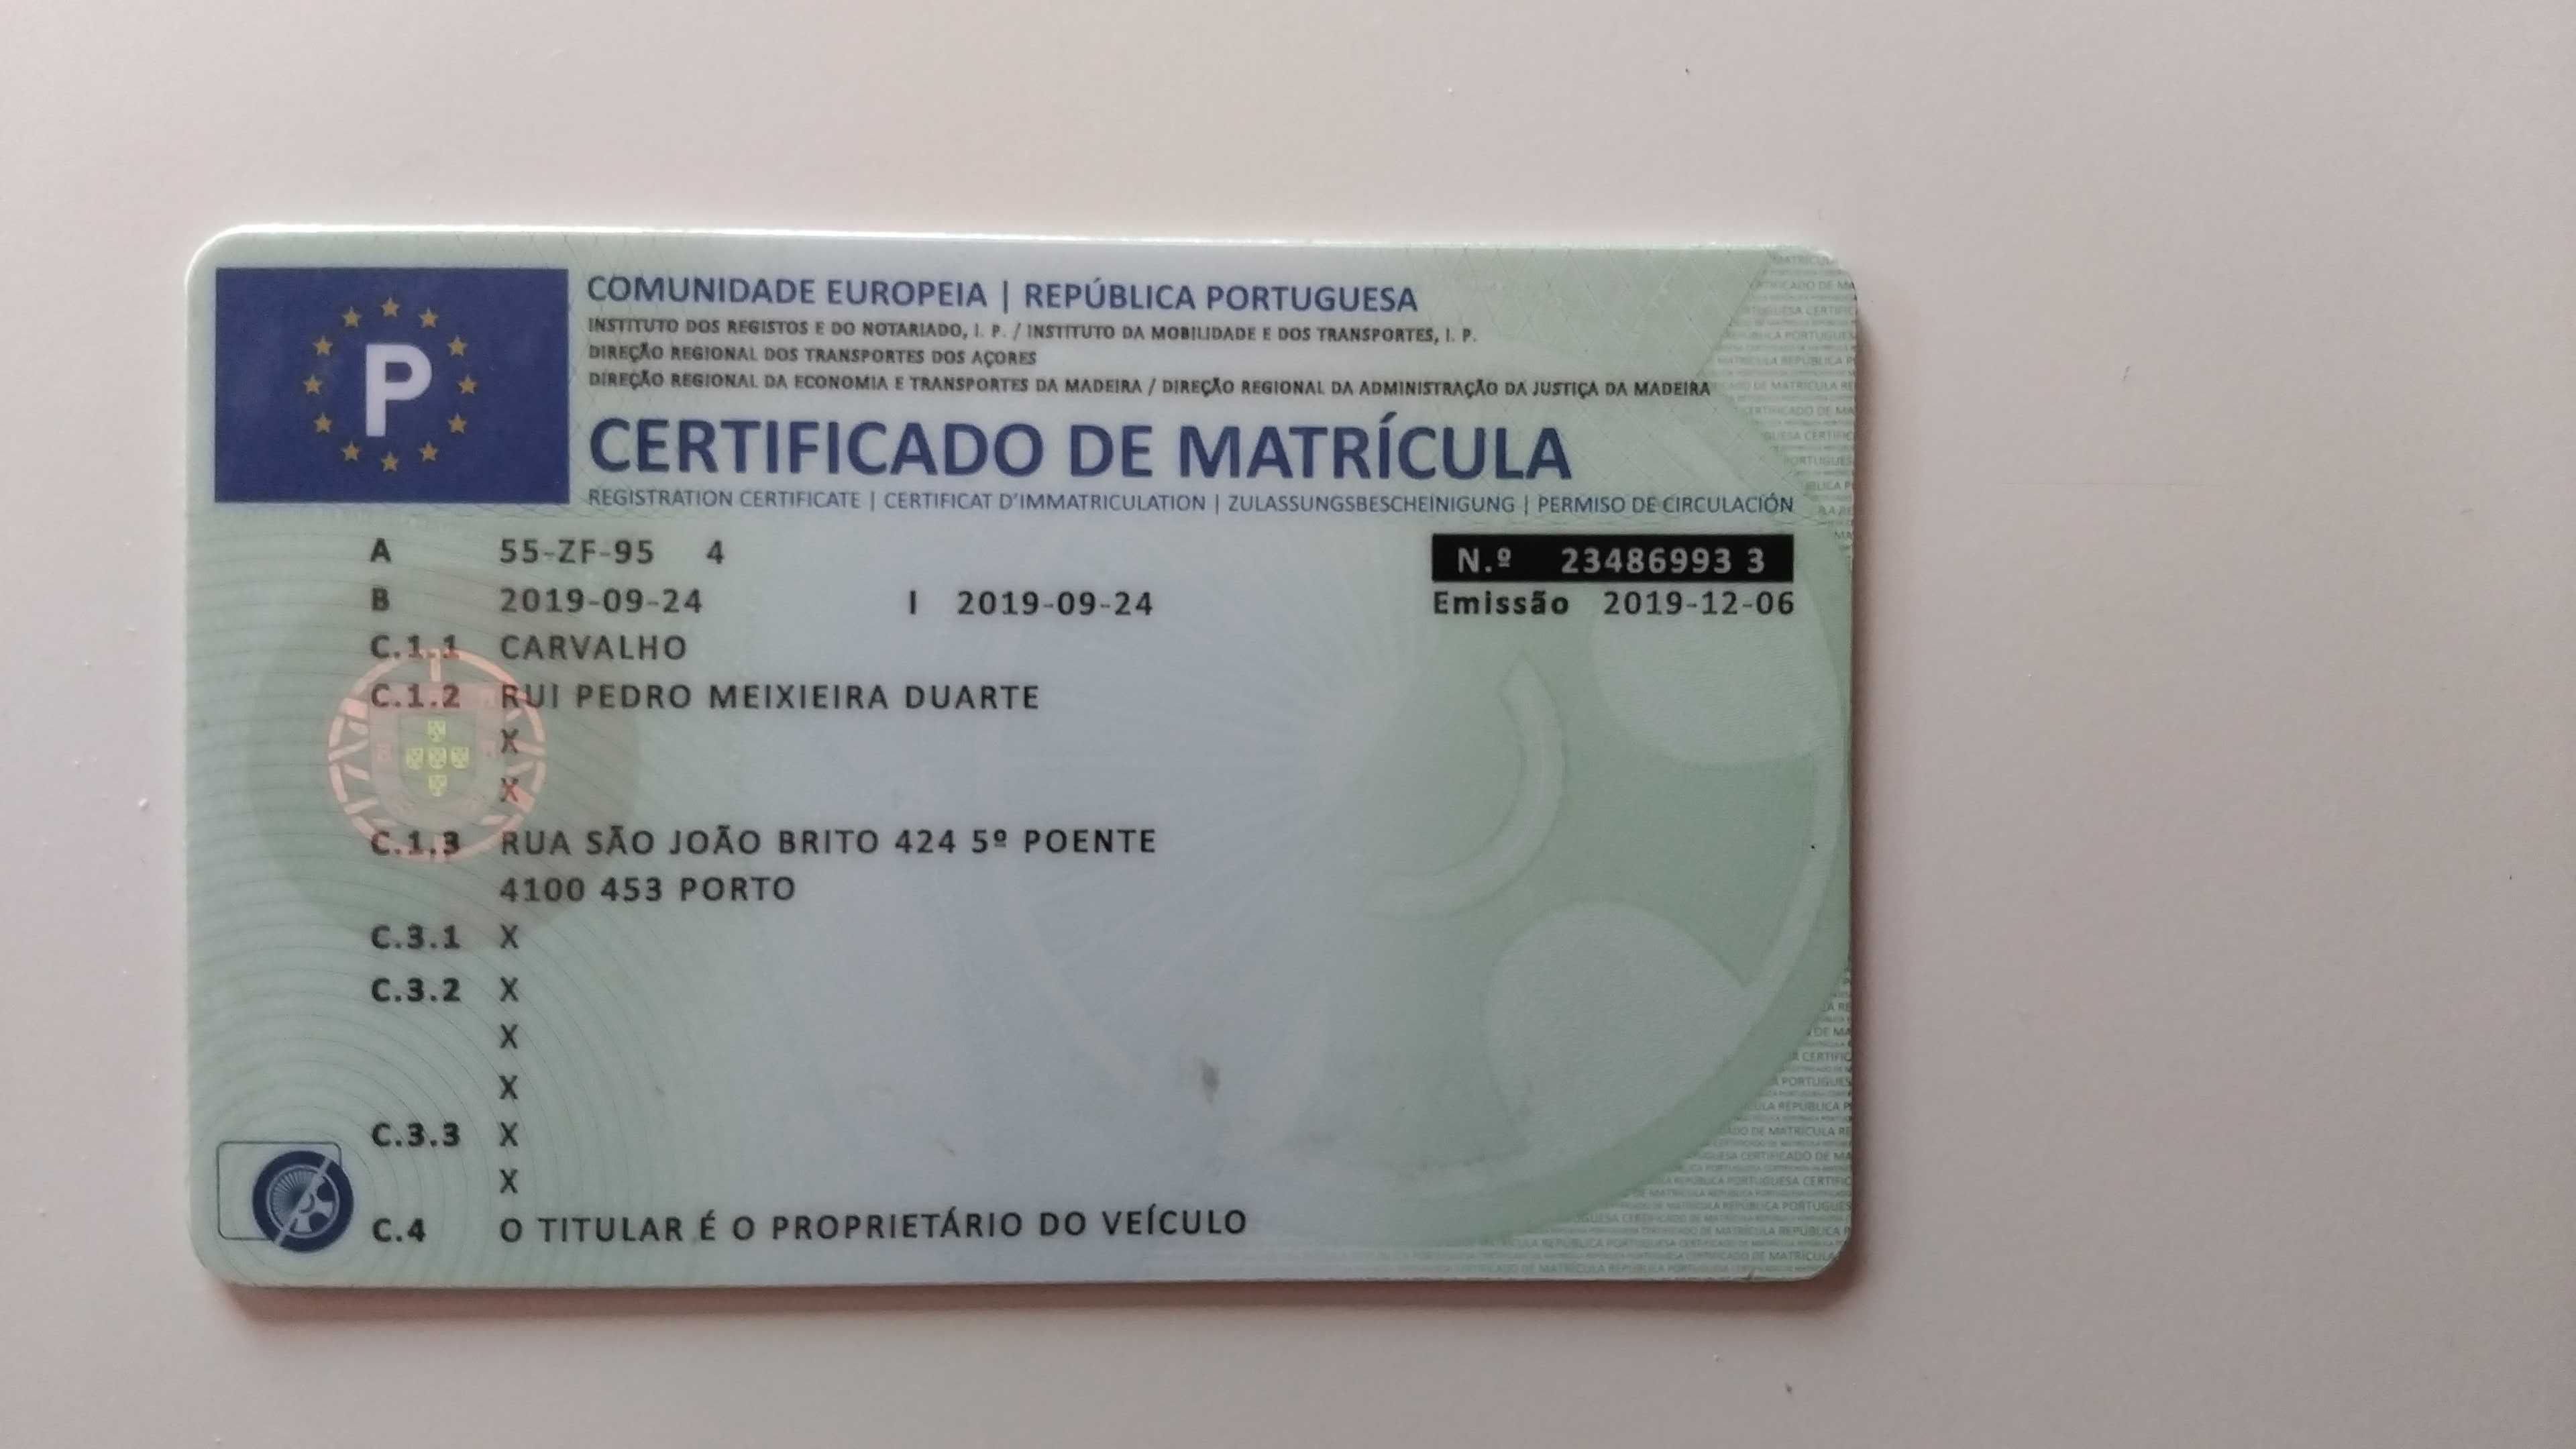 P
COMUNIDADE EUROPEIA | REPÚBLICA PORTUGUESA
INSTITUTO DOS REGISTOS E DO NOTARIADO, I. P. / INSTITUTO DA MOBILIDADE E DOS TRANSPORTES, I. P.
DIREÇÃO REGIONAL DOS TRANSPORTES DOS AÇORES
DIREÇÃO REGIONAL DA ECONOMIA E TRANSPORTES DA MADEIRA / DIREÇÃO REGIONAL DA ADMINISTRAÇÃO DA JUSTIÇA DA MADEIRA
CERTIFICADO DE MATRÍCULA
REGISTRATION CERTIFICATE | CERTIFICAT D'IMMATRICULATION | ZULASSUNGSBESCHEINIGUNG | PERMISO DE CIRCULACIÓN
A 55-ZF-95 4 N.º 23486993 3
B 2019-09-24 I 2019-09-24 Emissão 2019-12-06
C.1.1 CARVALHO
C.1.2 RUI PEDRO MEIXIEIRA DUARTE
X
X
C.1.3 RUA SÃO JOÃO BRITO 424 5º POENTE
4100 453 PORTO
C.3.1 X
C.3.2 X
X
X
C.3.3 X
X
C.4 O TITULAR É O PROPRIETÁRIO DO VEÍCULO